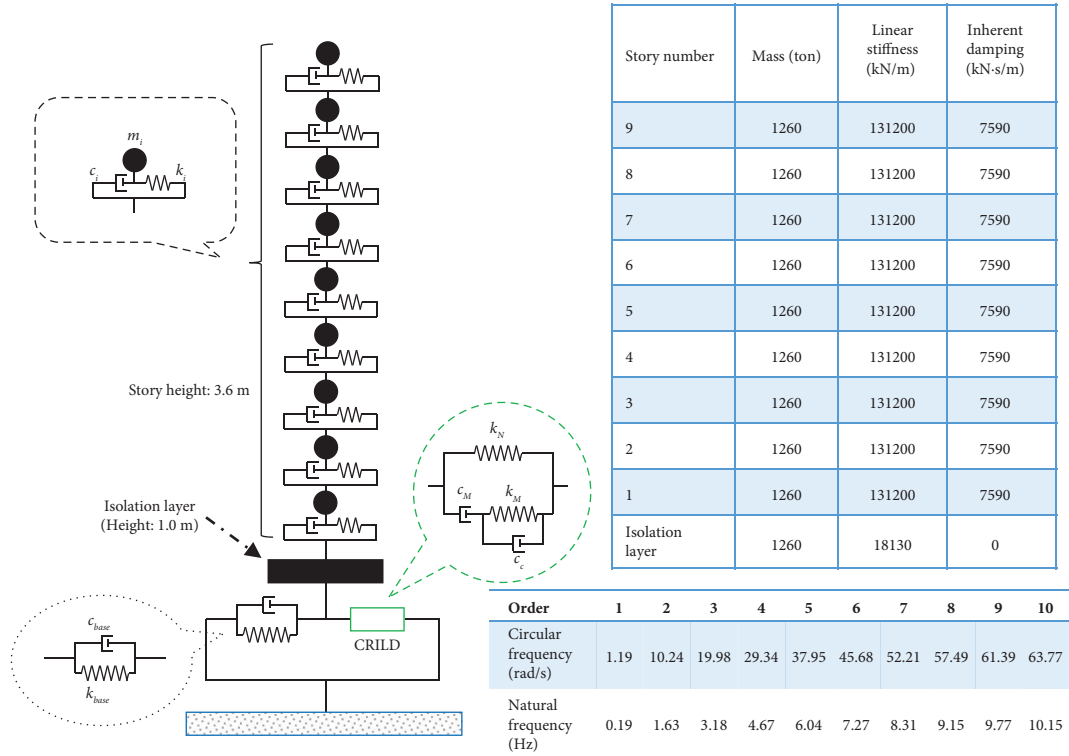 m_i
c_i
k_i
Story height: 3.6 m
Isolation layer
(Height: 1.0 m)
k_N
c_M
k_M
c_c
CRILD
c_base
k_base
Story number Mass (ton) Linear stiffness (kN/m) Inherent damping (kN·s/m)
9 1260 131200 7590
8 1260 131200 7590
7 1260 131200 7590
6 1260 131200 7590
5 1260 131200 7590
4 1260 131200 7590
3 1260 131200 7590
2 1260 131200 7590
1 1260 131200 7590
Isolation layer 1260 18130 0
Order 1 2 3 4 5 6 7 8 9 10
Circular frequency (rad/s) 1.19 10.24 19.98 29.34 37.95 45.68 52.21 57.49 61.39 63.77
Natural frequency (Hz) 0.19 1.63 3.18 4.67 6.04 7.27 8.31 9.15 9.77 10.15